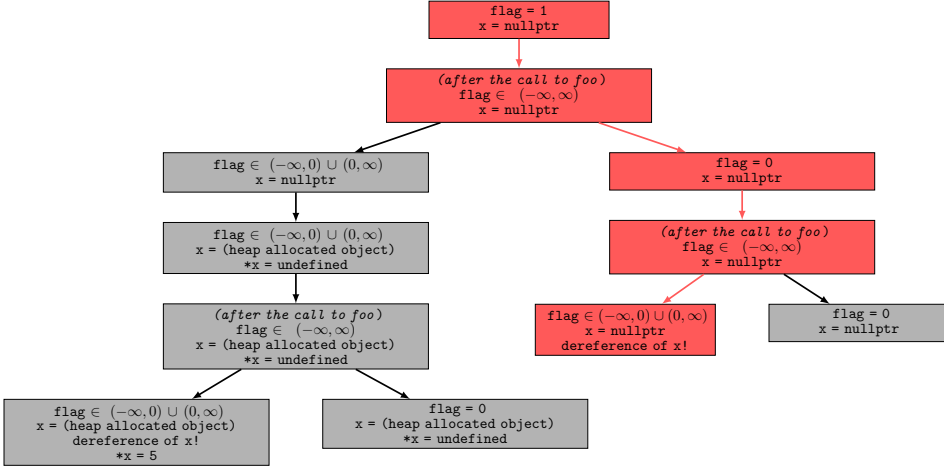 flag = 1
x = nullptr
(after the call to foo)
flag ∈ (−∞, ∞)
x = nullptr
flag ∈ (−∞, 0) ∪ (0, ∞)
x = nullptr
flag = 0
x = nullptr
flag ∈ (−∞, 0) ∪ (0, ∞)
x = (heap allocated object)
*x = undefined
(after the call to foo)
flag ∈ (−∞, ∞)
x = nullptr
(after the call to foo)
flag ∈ (−∞, ∞)
x = (heap allocated object)
*x = undefined
flag ∈ (−∞, 0) ∪ (0, ∞)
x = nullptr
dereference of x!
flag = 0
x = nullptr
flag ∈ (−∞, 0) ∪ (0, ∞)
x = (heap allocated object)
dereference of x!
*x = 5
flag = 0
x = (heap allocated object)
*x = undefined